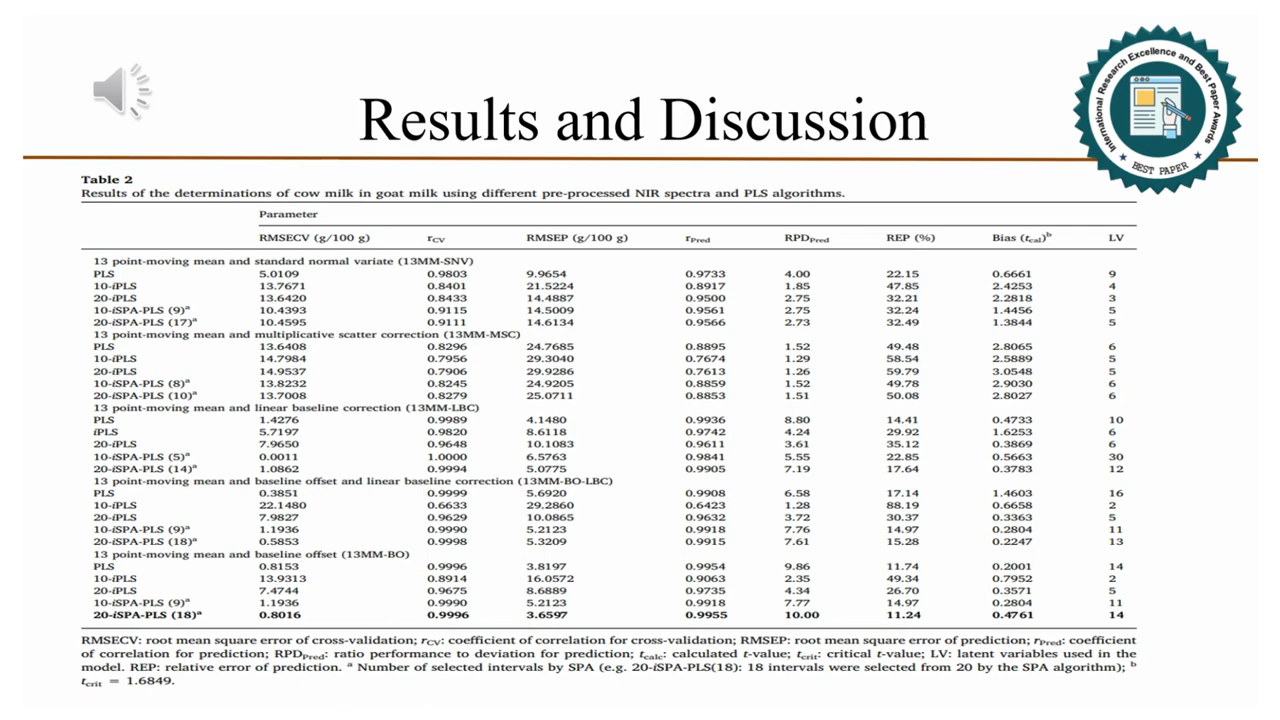 International Research Excellence and Best Paper Awards
BEST PAPER
Results and Discussion
Table 2
Results of the determinations of cow milk in goat milk using different pre-processed NIR spectra and PLS algorithms.
Parameter
RMSECV (g/100 g) rCV RMSEP (g/100 g) rPred RPDPred REP (%) Bias (tcal)b LV
13 point-moving mean and standard normal variate (13MM-SNV)
PLS 5.0109 0.9803 9.9654 0.9733 4.00 22.15 0.6661 9
10-iPLS 13.7671 0.8401 21.5224 0.8917 1.85 47.85 2.4253 4
20-iPLS 13.6420 0.8433 14.4887 0.9500 2.75 32.21 2.2818 3
10-iSPA-PLS (9)a 10.4393 0.9115 14.5009 0.9561 2.75 32.24 1.4456 5
20-iSPA-PLS (17)a 10.4595 0.9111 14.6134 0.9566 2.73 32.49 1.3844 5
13 point-moving mean and multiplicative scatter correction (13MM-MSC)
PLS 13.6408 0.8296 24.7685 0.8895 1.52 49.48 2.8065 6
10-iPLS 14.7984 0.7956 29.3040 0.7674 1.29 58.54 2.5889 5
20-iPLS 14.9537 0.7906 29.9286 0.7613 1.26 59.79 3.0548 5
10-iSPA-PLS (8)a 13.8232 0.8245 24.9205 0.8859 1.52 49.78 2.9030 6
20-iSPA-PLS (10)a 13.7008 0.8279 25.0711 0.8853 1.51 50.08 2.8027 6
13 point-moving mean and linear baseline correction (13MM-LBC)
PLS 1.4276 0.9989 4.1480 0.9936 8.80 14.41 0.4733 10
iPLS 5.7197 0.9820 8.6118 0.9742 4.24 29.92 1.6253 6
20-iPLS 7.9650 0.9648 10.1083 0.9611 3.61 35.12 0.3869 6
10-iSPA-PLS (5)a 0.0011 1.0000 6.5763 0.9841 5.55 22.85 0.5663 30
20-iSPA-PLS (14)a 1.0862 0.9994 5.0775 0.9905 7.19 17.64 0.3783 12
13 point-moving mean and baseline offset and linear baseline correction (13MM-BO-LBC)
PLS 0.3851 0.9999 5.6920 0.9908 6.58 17.14 1.4603 16
10-iPLS 22.1480 0.6633 29.2860 0.6423 1.28 88.19 0.6658 2
20-iPLS 7.9827 0.9629 10.0865 0.9632 3.72 30.37 0.3363 5
10-iSPA-PLS (9)a 1.1936 0.9990 5.2123 0.9918 7.76 14.97 0.2804 11
20-iSPA-PLS (18)a 0.5853 0.9998 5.3209 0.9915 7.61 15.28 0.2247 13
13 point-moving mean and baseline offset (13MM-BO)
PLS 0.8153 0.9996 3.8197 0.9954 9.86 11.74 0.2001 14
10-iPLS 13.9313 0.8914 16.0572 0.9063 2.35 49.34 0.7952 2
20-iPLS 7.4744 0.9675 8.6889 0.9735 4.34 26.70 0.3571 5
10-iSPA-PLS (9)a 1.1936 0.9990 5.2123 0.9918 7.77 14.97 0.2804 11
20-iSPA-PLS (18)a 0.8016 0.9996 3.6597 0.9955 10.00 11.24 0.4761 14
RMSECV: root mean square error of cross-validation; rCV: coefficient of correlation for cross-validation; RMSEP: root mean square error of prediction; rPred: coefficient
of correlation for prediction; RPDPred: ratio performance to deviation for prediction; tcalc: calculated t-value; tcrit: critical t-value; LV: latent variables used in the
model. REP: relative error of prediction. a Number of selected intervals by SPA (e.g. 20-iSPA-PLS(18): 18 intervals were selected from 20 by the SPA algorithm); b
tcrit = 1.6849.